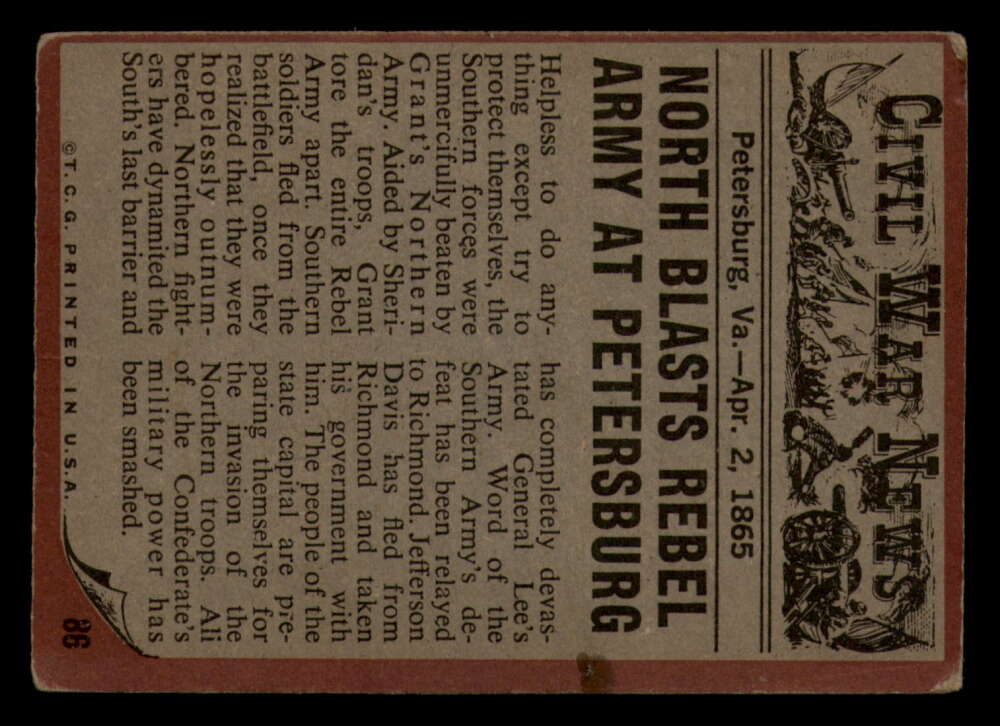 CIVIL WAR NEWS
Petersburg, Va.—Apr. 2, 1865
NORTH BLASTS REBEL
ARMY AT PETERSBURG
Helpless to do any-
thing except try to
protect themselves, the
Southern forces were
unmercifully beaten by
Grant's Northern
Army. Aided by Sheri-
dan's troops, Grant
tore the entire Rebel
Army apart. Southern
soldiers fled from the
battlefield, once they
realized that they were
hopelessly outnum-
bered. Northern fight-
ers have dynamited the
South's last barrier and
has completely devas-
tated General Lee's
Army. Word of the
Southern Army's de-
feat has been relayed
to Richmond. Jefferson
Davis has fled from
Richmond and taken
his government with
him. The people of the
state capital are pre-
paring themselves for
the invasion of the
Northern troops. All
of the Confederate's
military power has
been smashed.
©T. C. G. PRINTED IN U.S.A.
86